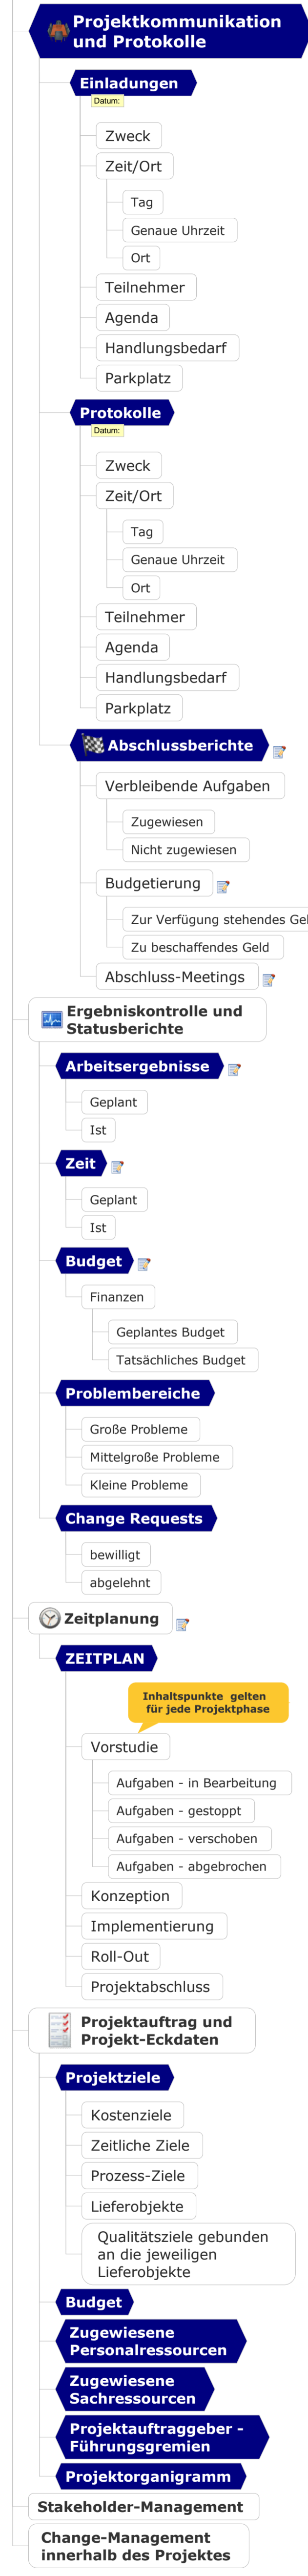 Projektkommunikation
und Protokolle
Einladungen
Datum:
Zweck
Zeit/Ort
Tag
Genaue Uhrzeit
Ort
Teilnehmer
Agenda
Handlungsbedarf
Parkplatz
Protokolle
Datum:
Zweck
Zeit/Ort
Tag
Genaue Uhrzeit
Ort
Teilnehmer
Agenda
Handlungsbedarf
Parkplatz
Abschlussberichte
Verbleibende Aufgaben
Zugewiesen
Nicht zugewiesen
Budgetierung
Zur Verfügung stehendes
Zu beschaffendes Geld
Abschluss-Meetings
Ergebniskontrolle und
Statusberichte
Arbeitsergebnisse
Geplant
Ist
Zeit
Geplant
Ist
Budget
Finanzen
Geplantes Budget
Tatsächliches Budget
Problembereiche
Große Probleme
Mittelgroße Probleme
Kleine Probleme
Change Requests
bewilligt
abgelehnt
Zeitplanung
ZEITPLAN
Inhaltspunkte gelten
für jede Projektphase
Vorstudie
Aufgaben - in Bearbeitung
Aufgaben - gestoppt
Aufgaben - verschoben
Aufgaben - abgebrochen
Konzeption
Implementierung
Roll-Out
Projektabschluss
Projektauftrag und
Projekt-Eckdaten
Projektziele
Kostenziele
Zeitliche Ziele
Prozess-Ziele
Lieferobjekte
Qualitätsziele gebunden
an die jeweiligen
Lieferobjekte
Budget
Zugewiesene
Personalressourcen
Zugewiesene
Sachressourcen
Projektauftraggeber -
Führungsgremien
Projektorganigramm
Stakeholder-Management
Change-Management
innerhalb des Projektes